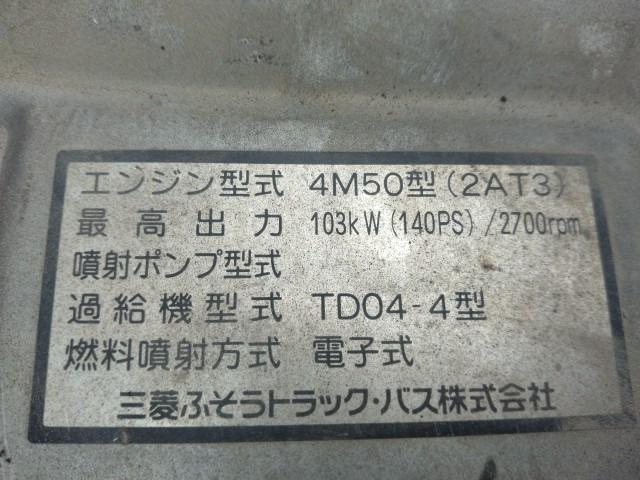 エンジン型式 4M50型(2AT3)
最高出力 103kW(140PS)/2700rpm
噴射ポンプ型式
過給機型式 TD04-4型
燃料噴射方式 電子式
三菱ふそうトラック・バス株式会社